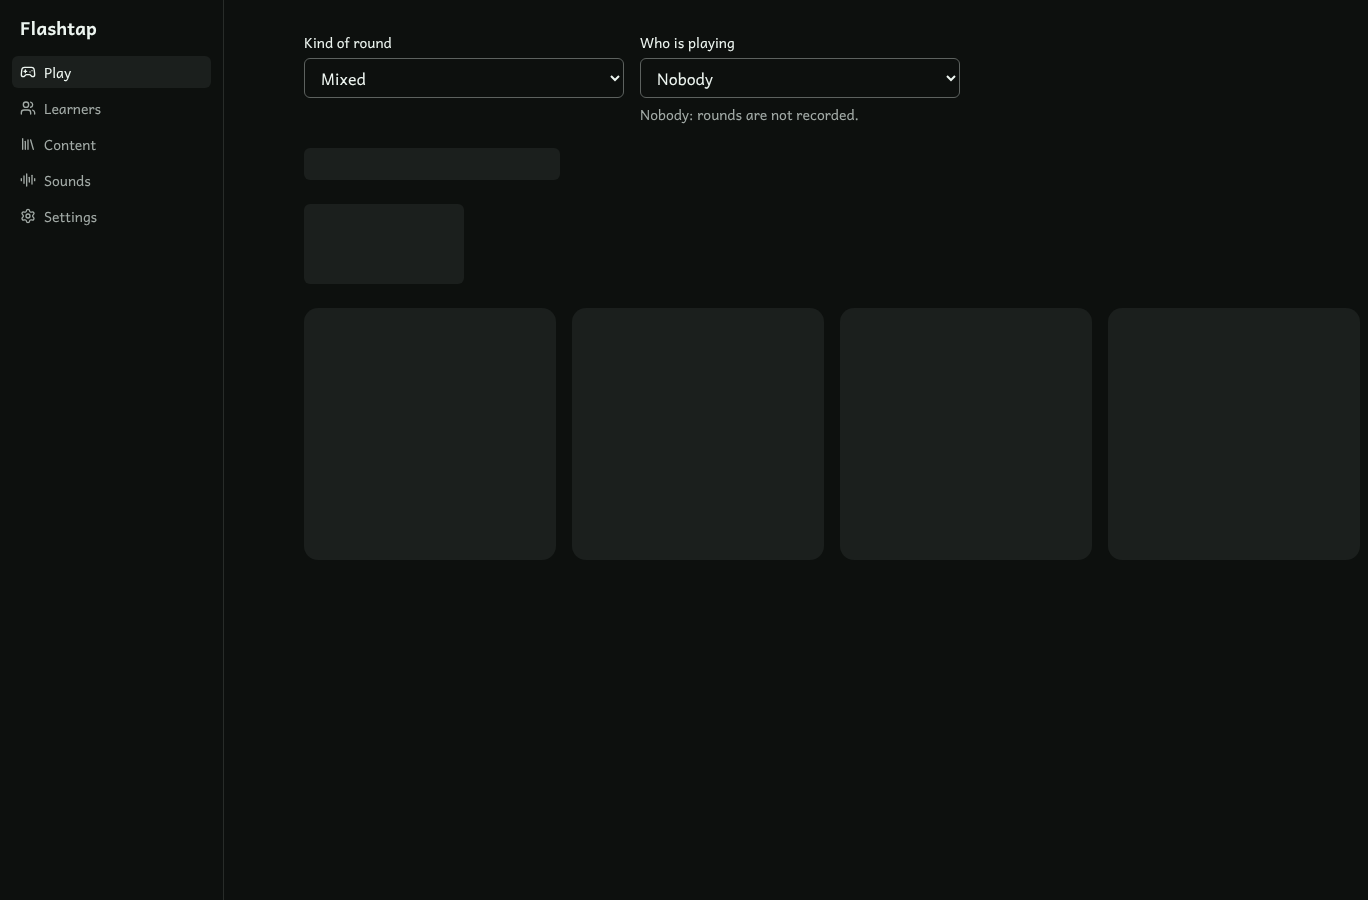 Flashtap
Play
Learners
Content
Sounds
Settings
Kind of round
Mixed
Who is playing
Nobody
Nobody: rounds are not recorded.